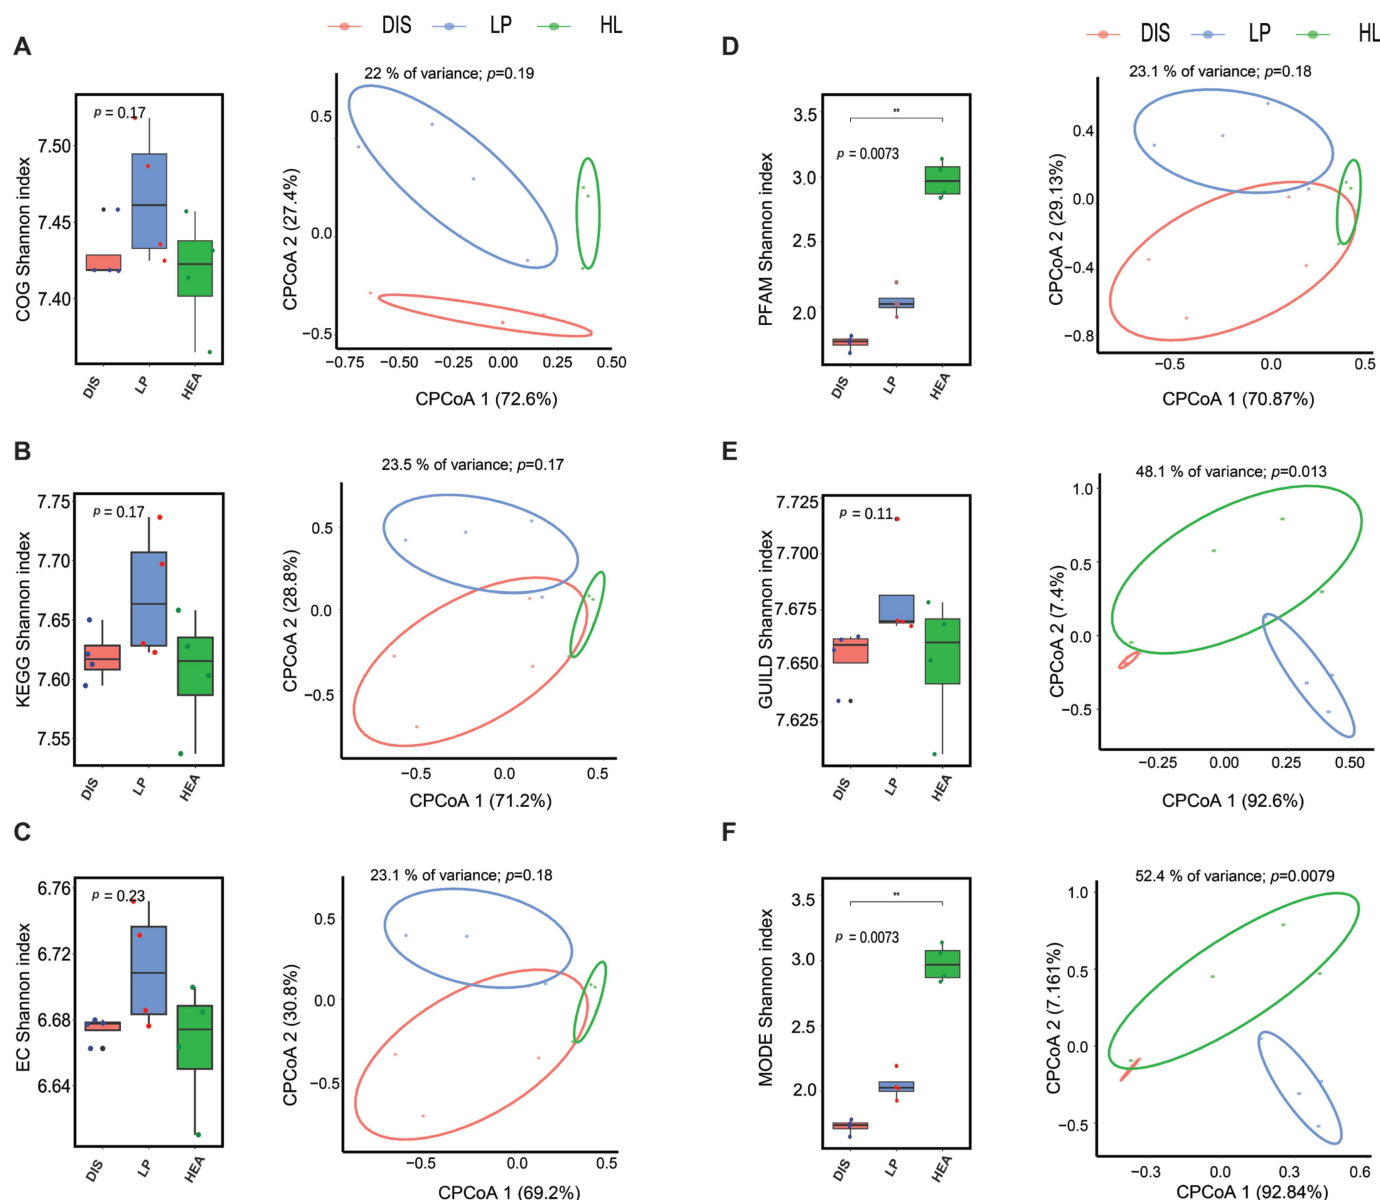 DIS LP HL
DIS LP HL
A
22 % of variance; p=0.19
p = 0.17
COG Shannon index
7.50
7.45
7.40
DIS LP HEA
CPCoA 2 (27.4%)
0.5
0.0
−0.5
−0.75 −0.50 −0.25 0.00 0.25 0.50
CPCoA 1 (72.6%)
D
23.1 % of variance; p=0.18
**
p = 0.0073
PFAM Shannon index
3.5
3.0
2.5
2.0
DIS LP HEA
CPCoA 2 (29.13%)
0.4
0.0
−0.4
−0.8
−0.5 0.0 0.5
CPCoA 1 (70.87%)
B
23.5 % of variance; p=0.17
p = 0.17
KEGG Shannon index
7.75
7.70
7.65
7.60
7.55
DIS LP HEA
CPCoA 2 (28.8%)
0.5
0.0
−0.5
−0.5 0.0 0.5
CPCoA 1 (71.2%)
E
48.1 % of variance; p=0.013
p = 0.11
GUILD Shannon index
7.725
7.700
7.675
7.650
7.625
DIS LP HEA
CPCoA 2 (7.4%)
1.0
0.5
0.0
−0.5
−0.25 0.00 0.25 0.50
CPCoA 1 (92.6%)
C
23.1 % of variance; p=0.18
p = 0.23
EC Shannon index
6.76
6.72
6.68
6.64
DIS LP HEA
CPCoA 2 (30.8%)
0.5
0.0
−0.5
−0.5 0.0 0.5
CPCoA 1 (69.2%)
F
52.4 % of variance; p=0.0079
**
p = 0.0073
MODE Shannon index
3.5
3.0
2.5
2.0
DIS LP HEA
CPCoA 2 (7.161%)
1.0
0.5
0.0
−0.5
−0.3 0.0 0.3 0.6
CPCoA 1 (92.84%)